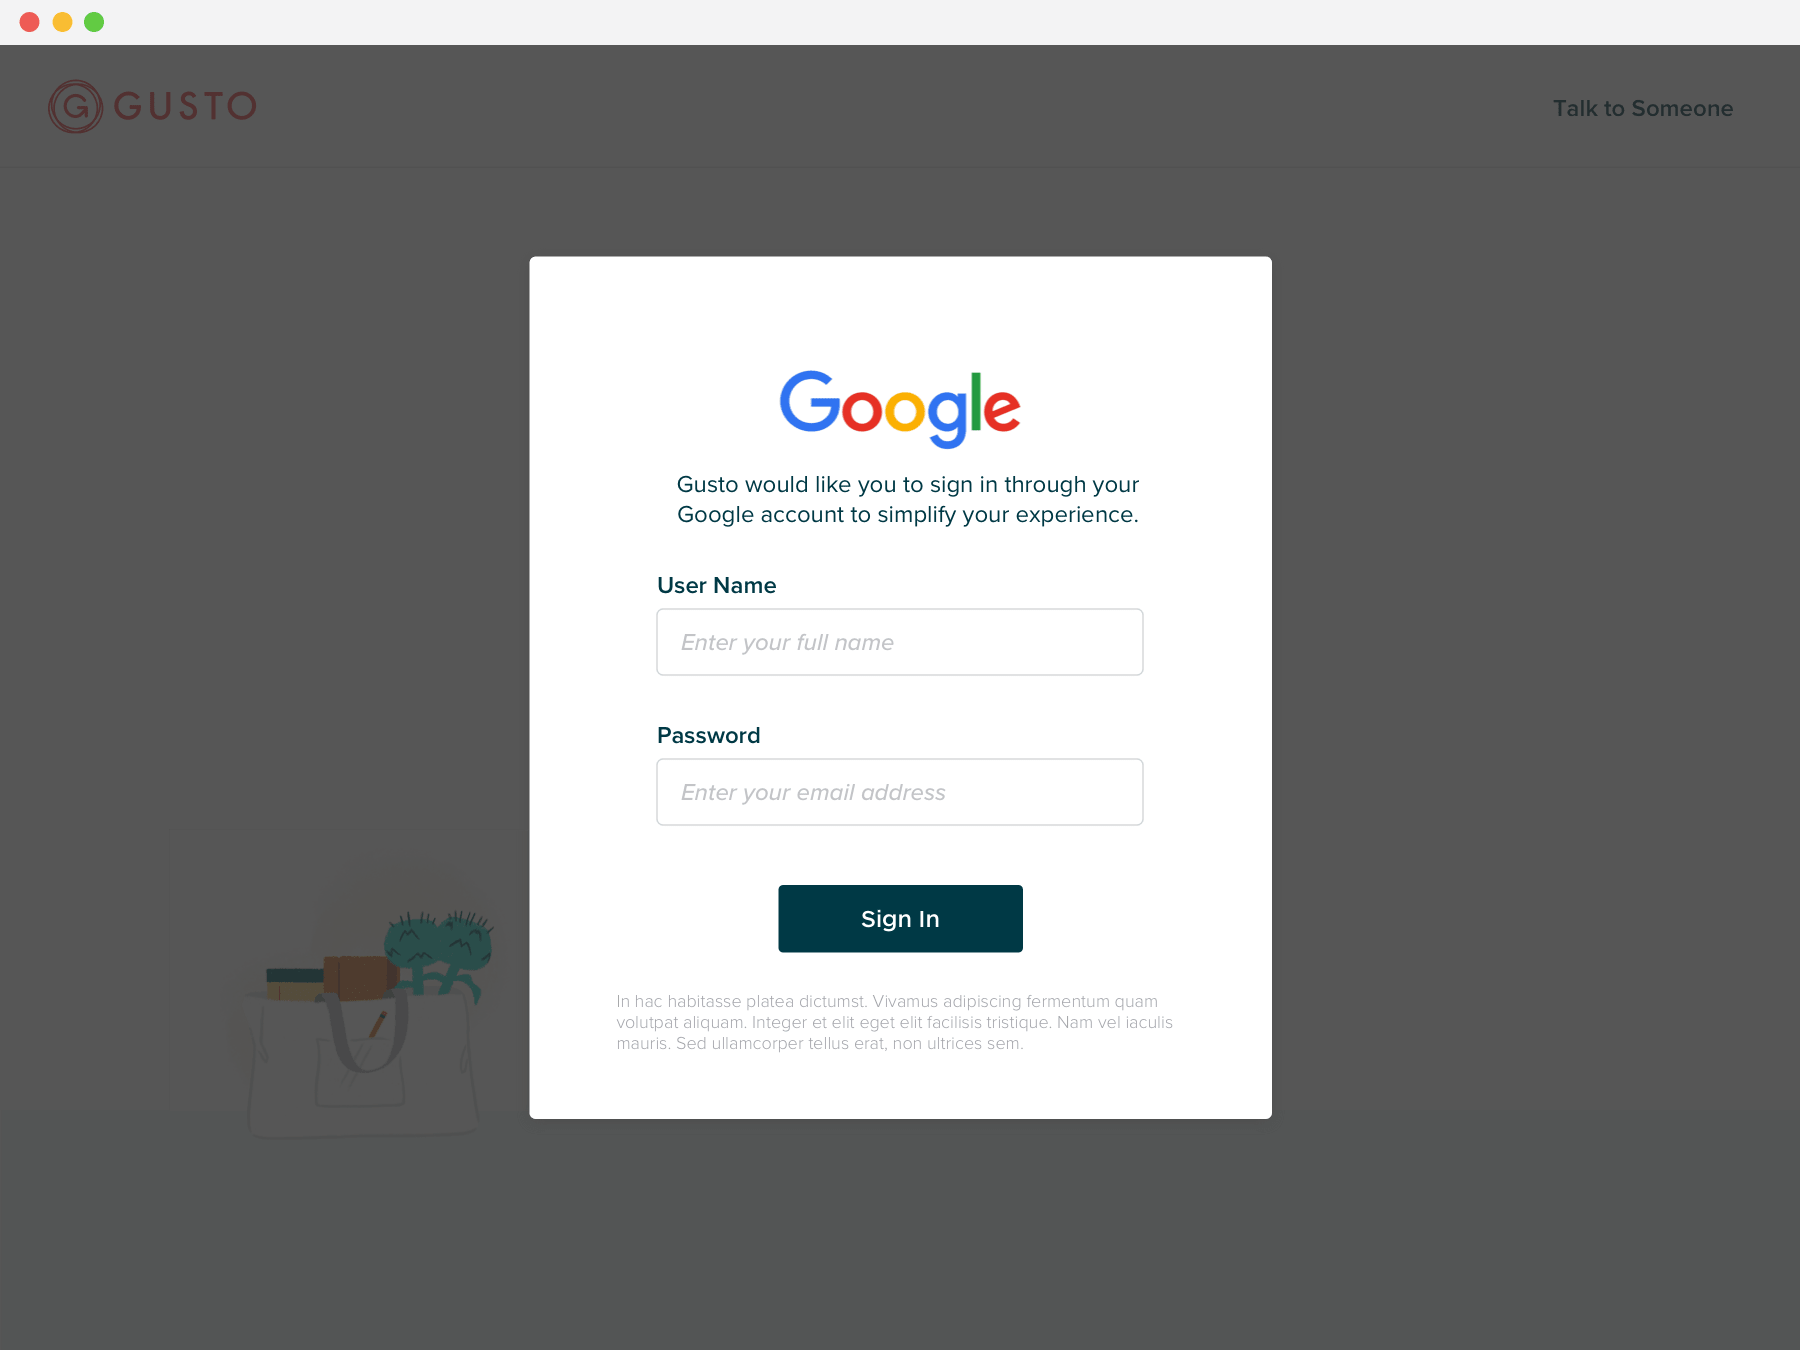 GUSTO
Talk to Someone
Google
Gusto would like you to sign in through your
Google account to simplify your experience.
User Name
Enter your full name
Password
Enter your email address
Sign In
In hac habitasse platea dictumst. Vivamus adipiscing fermentum quam
volutpat aliquam. Integer et elit eget elit facilisis tristique. Nam vel iaculis
mauris. Sed ullamcorper tellus erat, non ultrices sem.